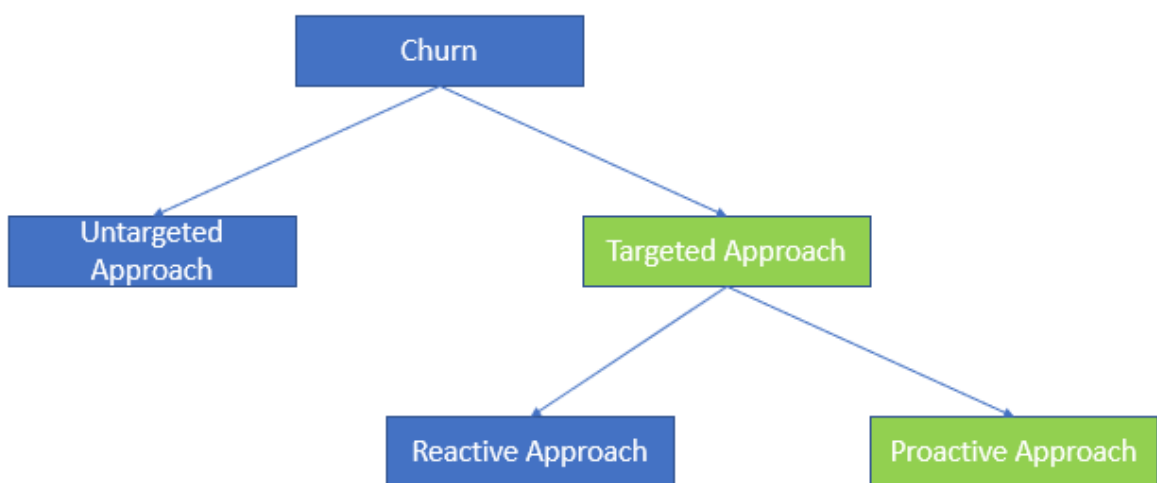 Churn
Untargeted
Approach
Targeted Approach
Reactive Approach
Proactive Approach